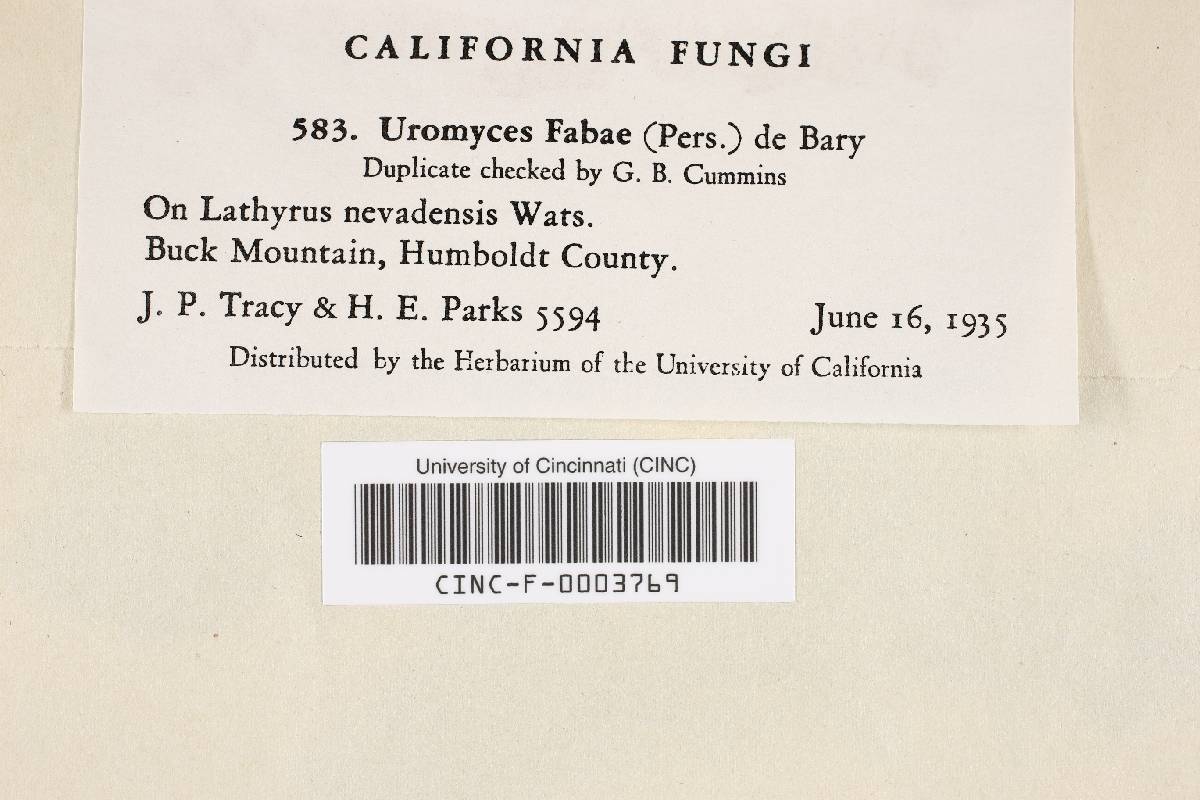 CALIFORNIA FUNGI
583. Uromyces Fabae (Pers.) de Bary
Duplicate checked by G. B. Cummins
On Lathyrus nevadensis Wats.
Buck Mountain, Humboldt County.
J. P. Tracy & H. E. Parks 5594 June 16, 1935
Distributed by the Herbarium of the University of California
University of Cincinnati (CINC)
CINC-F-0003769